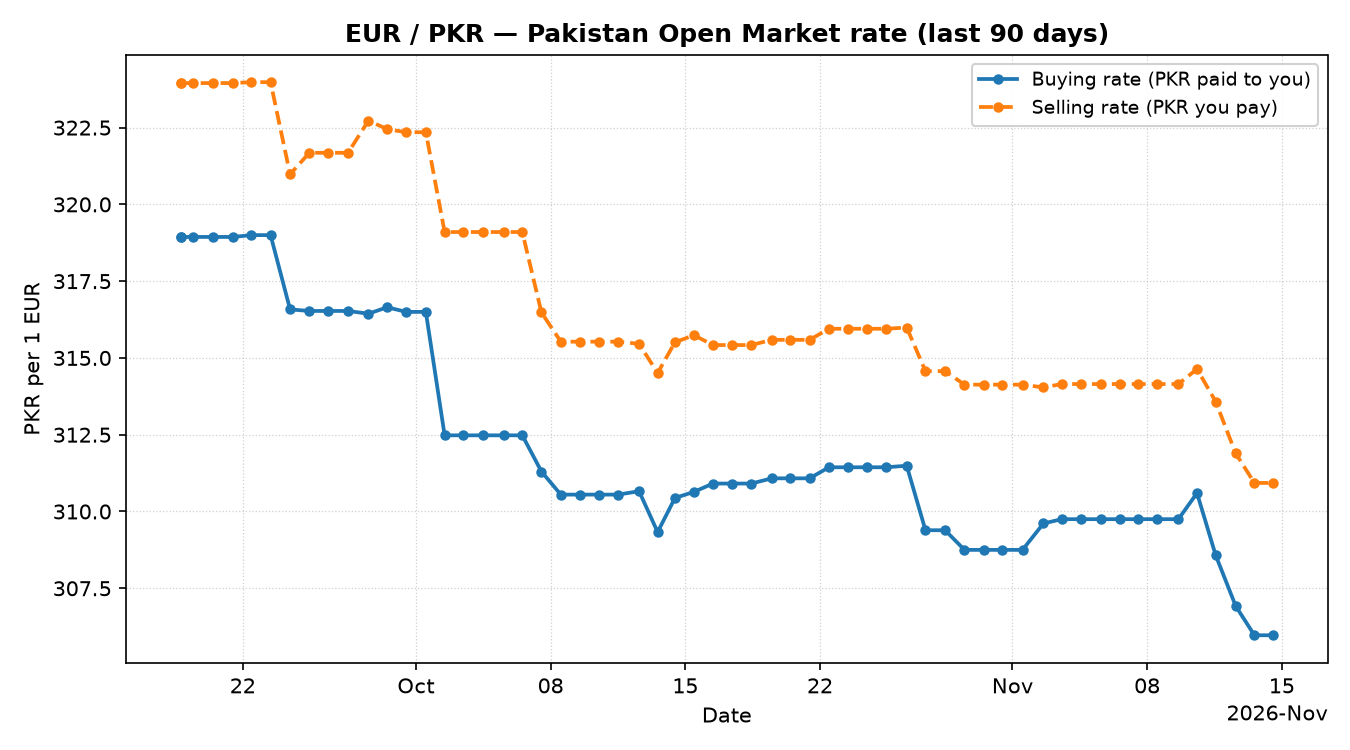 EUR / PKR — Pakistan Open Market rate (last 90 days)
Buying rate (PKR paid to you)
Selling rate (PKR you pay)
PKR per 1 EUR
322.5
320.0
317.5
315.0
312.5
310.0
307.5
22
Oct
08
15
22
Nov
08
15
Date
2026-Nov